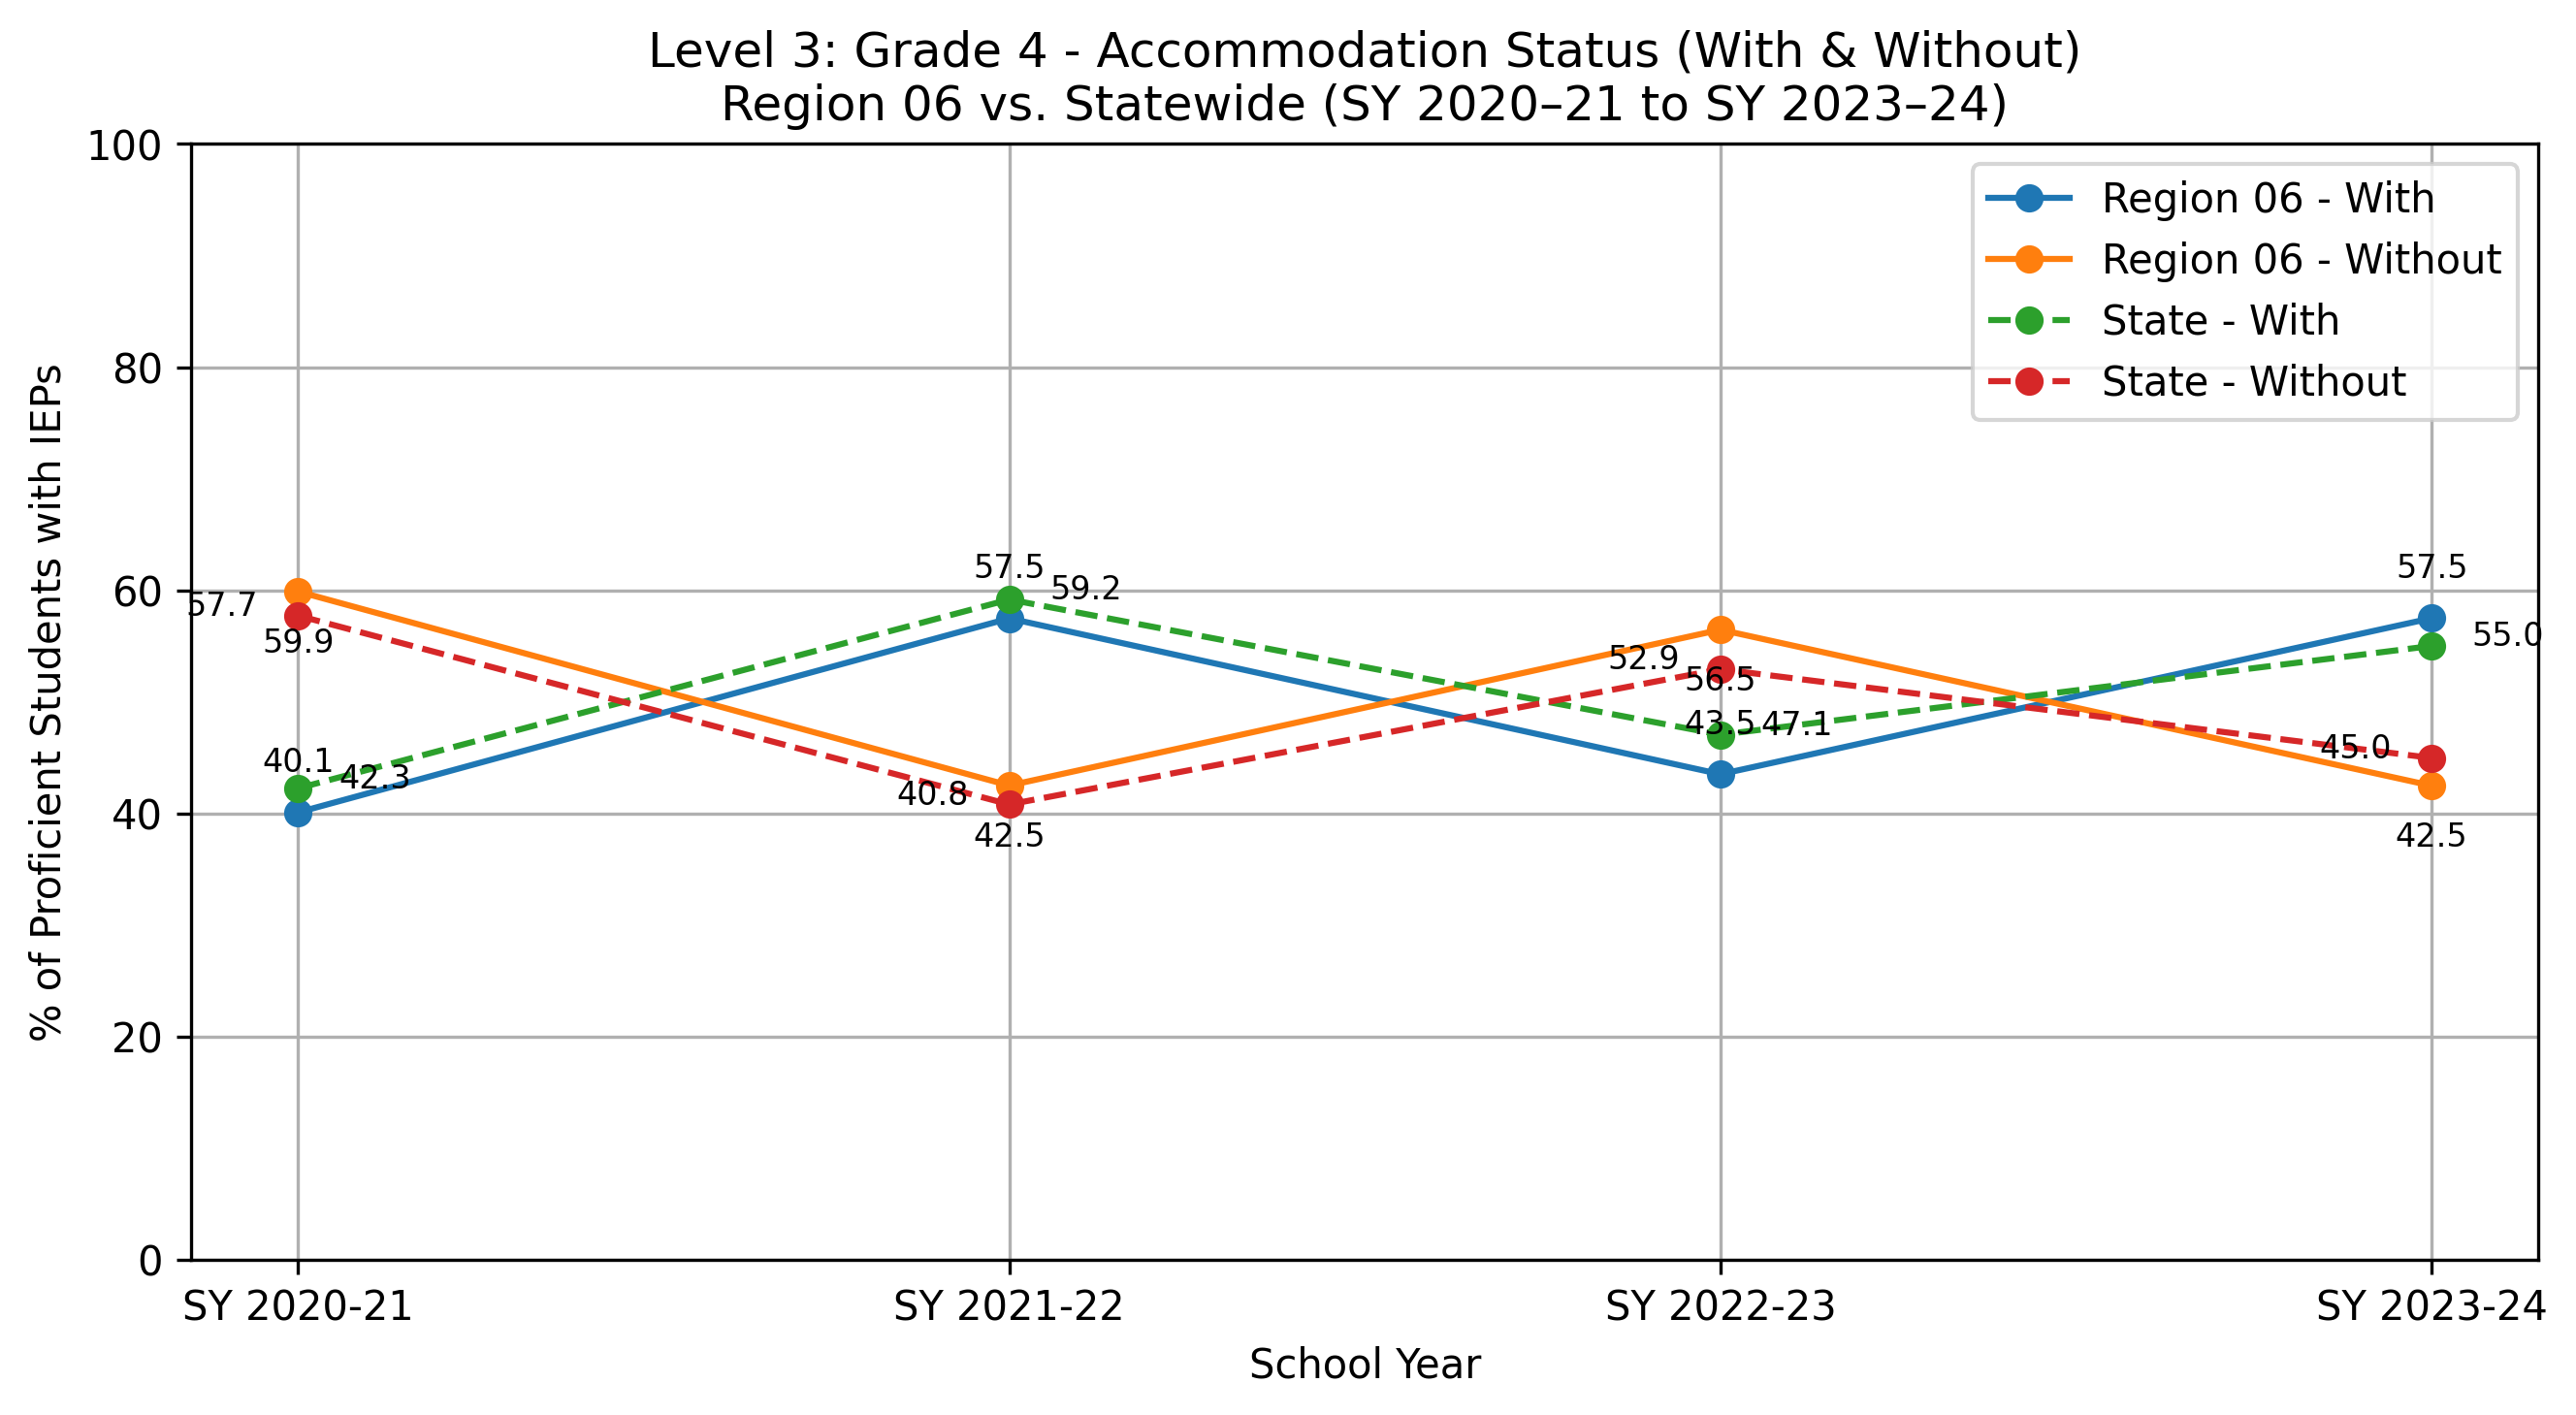 Level 3: Grade 4 - Accommodation Status (With & Without)
Region 06 vs. Statewide (SY 2020–21 to SY 2023–24)
% of Proficient Students with IEPs
100
80
60
40
20
0
Region 06 - With
Region 06 - Without
State - With
State - Without
57.7
59.9
40.1
42.3
57.5
59.2
40.8
42.5
52.9
56.5
43.5
47.1
57.5
55.0
45.0
42.5
SY 2020-21
SY 2021-22
SY 2022-23
SY 2023-24
School Year